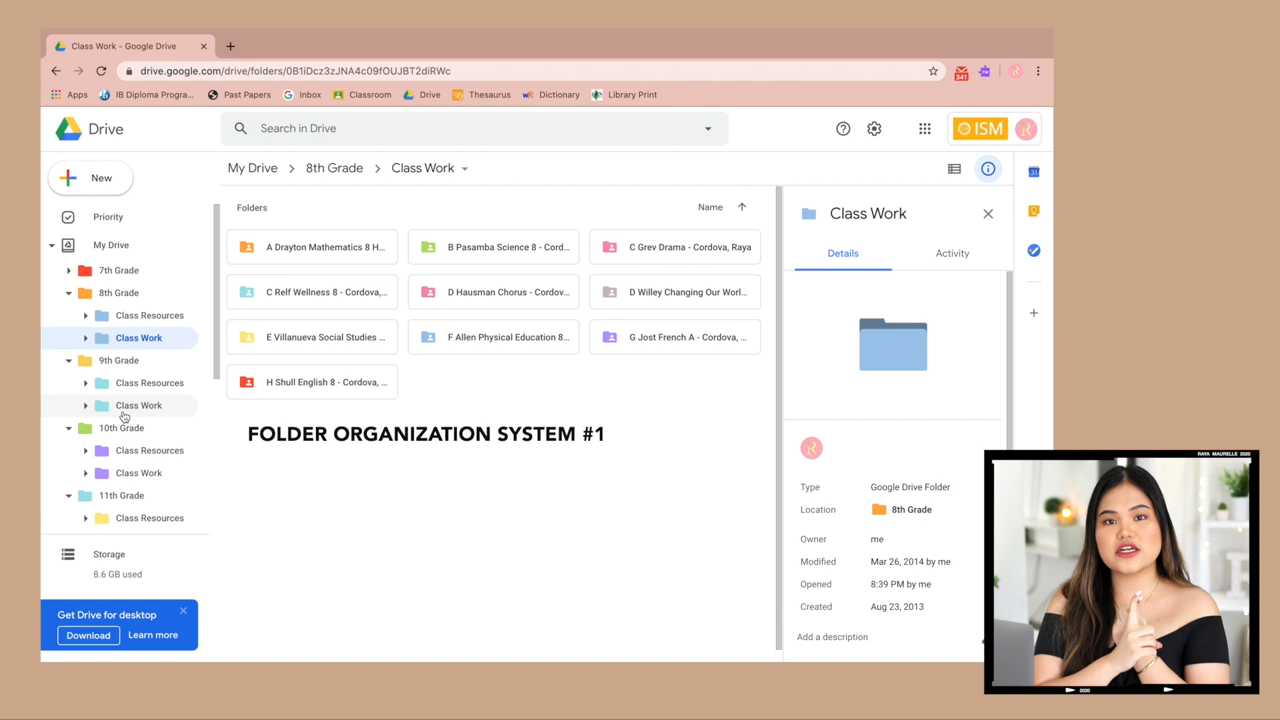 Class Work - Google Drive
drive.google.com/drive/folders/0B1iDcz3zJNA4c09fOUJBT2diRWc
341
Apps IB Diploma Progra... Past Papers Inbox Classroom Drive Thesaurus Dictionary Library Print
Drive
Search in Drive
ISM
R
New
My Drive > 8th Grade > Class Work
Priority
My Drive
7th Grade
8th Grade
Class Resources
Class Work
9th Grade
Class Resources
Class Work
10th Grade
Class Resources
Class Work
11th Grade
Class Resources
Storage
8.6 GB used
Get Drive for desktop
Download Learn more
Folders Name
A Drayton Mathematics 8 H... B Pasamba Science 8 - Cord... C Grev Drama - Cordova, Raya
C Relf Wellness 8 - Cordova,... D Hausman Chorus - Cordov... D Willey Changing Our Worl...
E Villanueva Social Studies ... F Allen Physical Education 8... G Jost French A - Cordova, ...
H Shull English 8 - Cordova, ...
FOLDER ORGANIZATION SYSTEM #1
Class Work
Details Activity
R
Type Google Drive Folder
Location 8th Grade
Owner me
Modified Mar 26, 2014 by me
Opened 8:39 PM by me
Created Aug 23, 2013
Add a description
31
RAYA MAURELLE 2020
2020